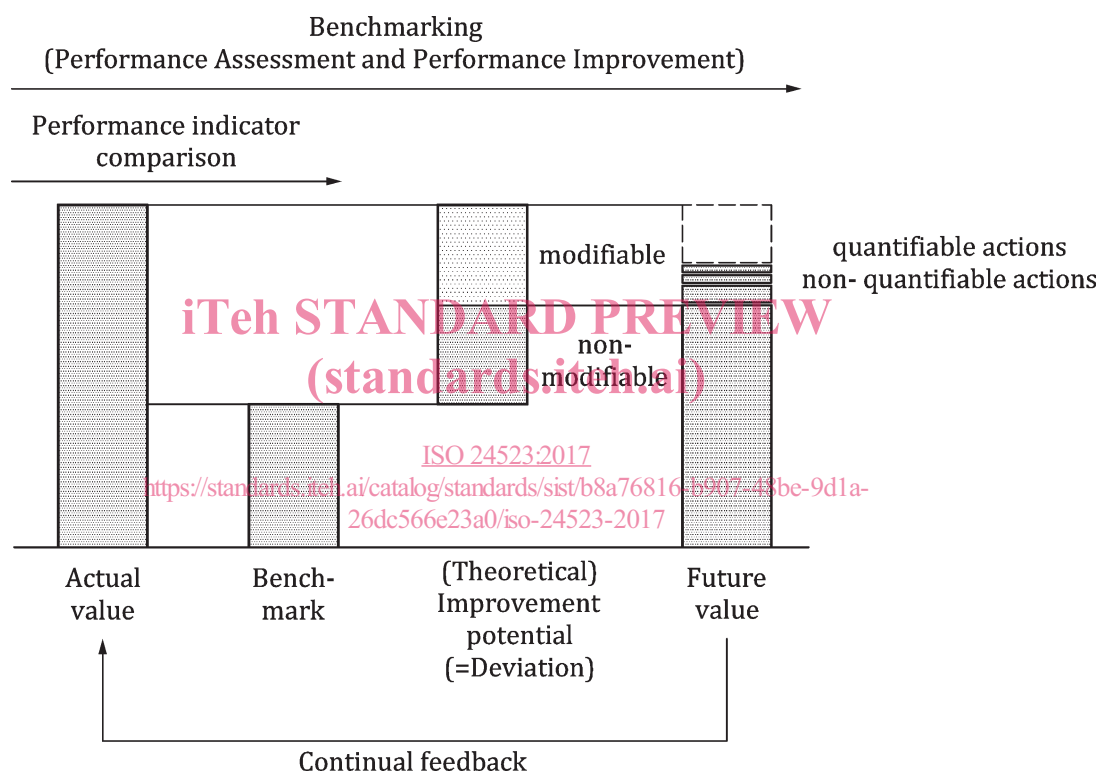 Benchmarking
(Performance Assessment and Performance Improvement)
Performance indicator
comparison
modifiable
quantifiable actions
non- quantifiable actions
iTeh STANDARD PREVIEW
non-
modifiable
(standards.iteh.ai)
ISO 24523:2017
https://standards.iteh.ai/catalog/standards/sist/b8a76816-b907-48be-9d1a-
26dc566e23a0/iso-24523-2017
Actual
value
Bench-
mark
(Theoretical)
Improvement
potential
(=Deviation)
Future
value
Continual feedback